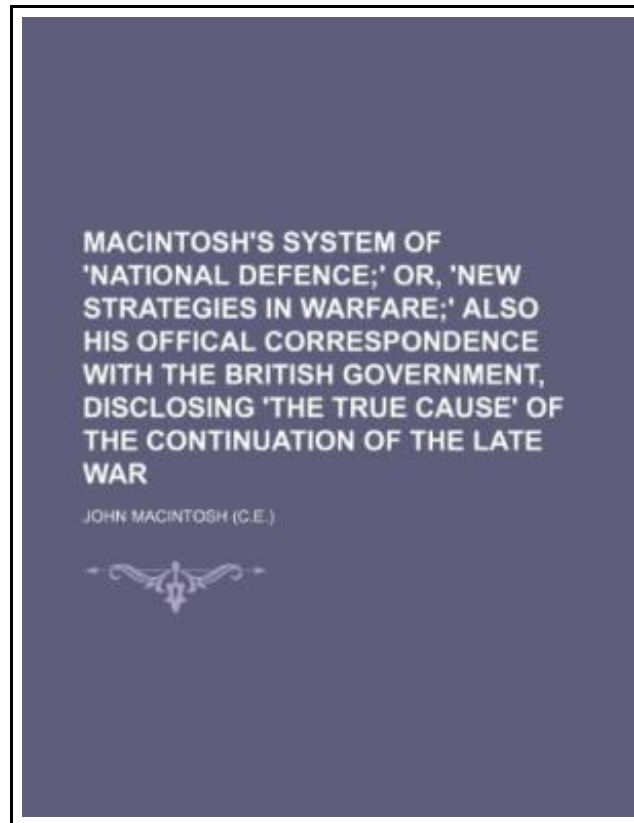 MACINTOSH'S SYSTEM OF
'NATIONAL DEFENCE;' OR, 'NEW
STRATEGIES IN WARFARE;' ALSO
HIS OFFICAL CORRESPONDENCE
WITH THE BRITISH GOVERNMENT,
DISCLOSING 'THE TRUE CAUSE' OF
THE CONTINUATION OF THE LATE
WAR
JOHN MACINTOSH (C.E.)